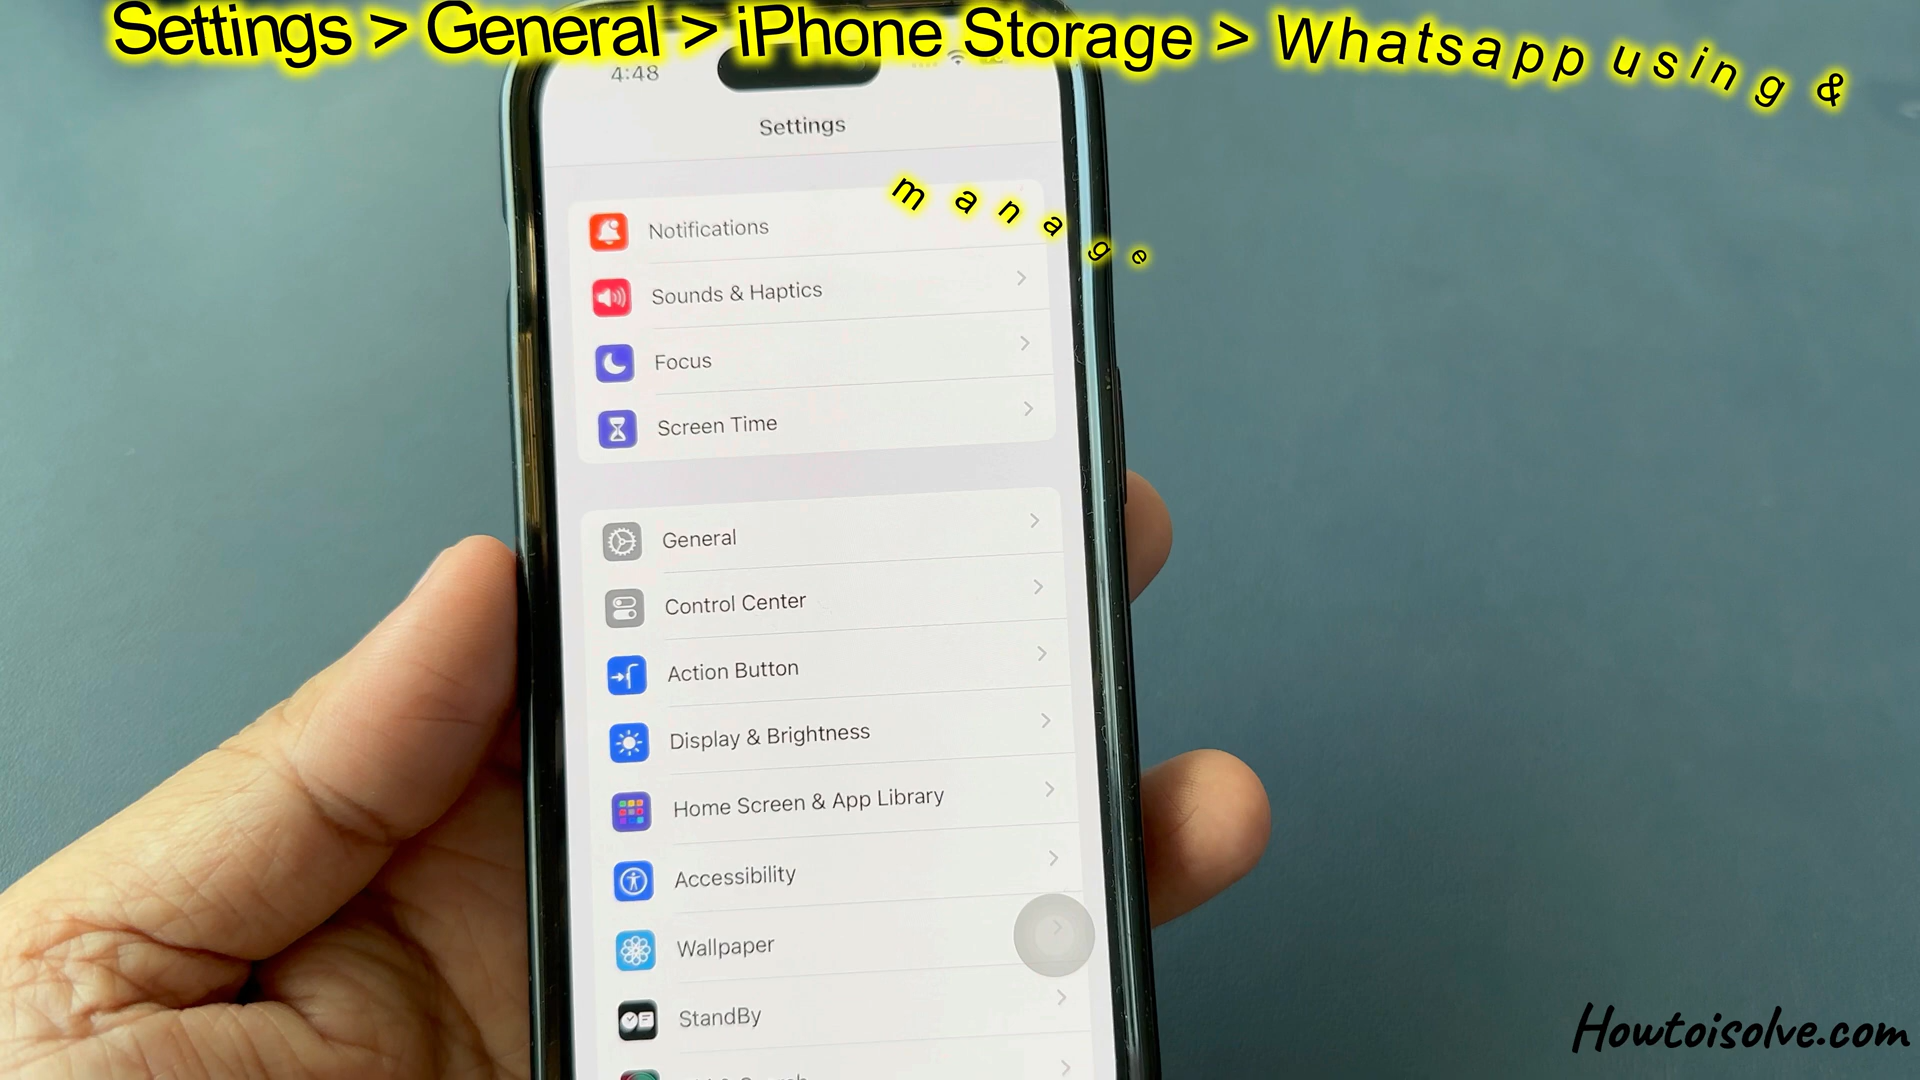 Settings > General > iPhone Storage > Whatsapp using &
manage
4:48
Settings
Notifications
Sounds & Haptics
Focus
Screen Time
General
Control Center
Action Button
Display & Brightness
Home Screen & App Library
Accessibility
Wallpaper
StandBy
Howtoisolve.com